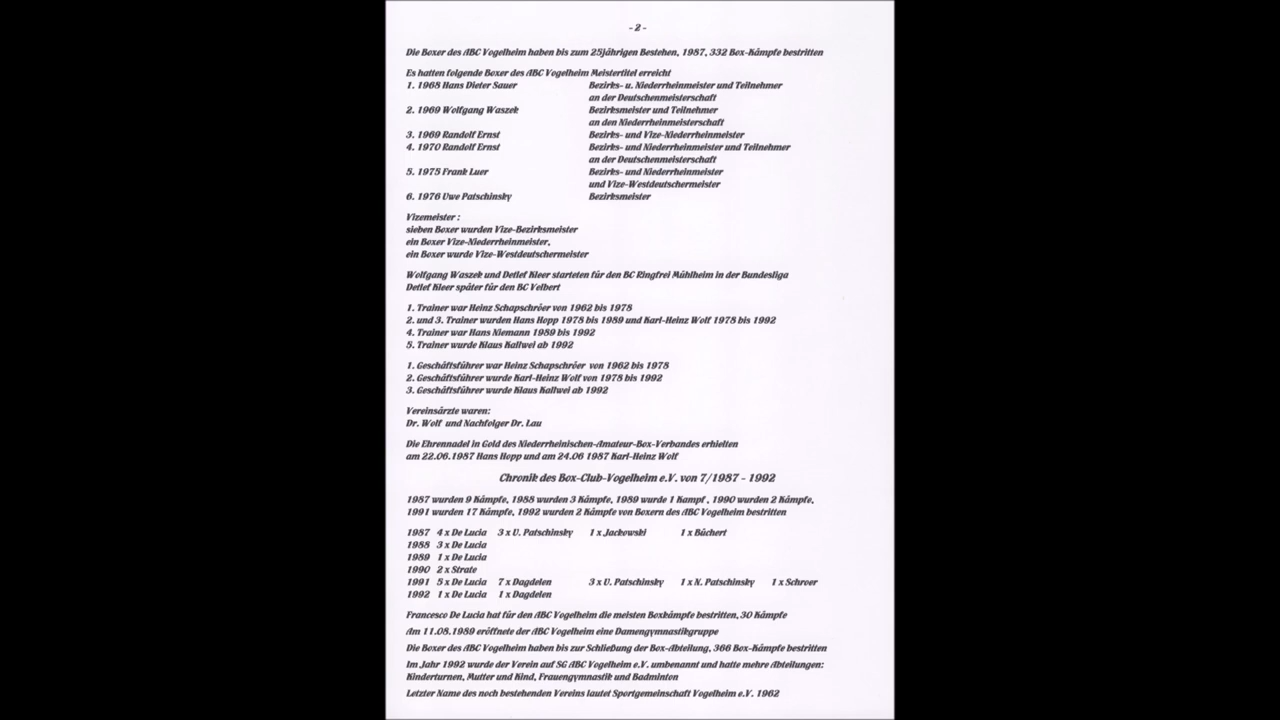 - 2 -
Die Boxer des ABC Vogelheim haben bis zum 25jährigen Bestehen, 1987, 332 Box-Kämpfe bestritten
Es hatten folgende Boxer des ABC Vogelheim Meistertitel erreicht
1. 1968 Hans Dieter Sauer Bezirks- u. Niederrheinmeister und Teilnehmer
an der Deutschenmeisterschaft
2. 1969 Wolfgang Waszek Bezirksmeister und Teilnehmer
an den Niederrheinmeisterschaft
3. 1969 Randolf Ernst Bezirks- und Vize-Niederrheinmeister
4. 1970 Randolf Ernst Bezirks- und Niederrheinmeister und Teilnehmer
an der Deutschenmeisterschaft
5. 1975 Frank Luer Bezirks- und Niederrheinmeister
und Vize-Westdeutschermeister
6. 1976 Uwe Patschinsky Bezirksmeister
Vizemeister :
sieben Boxer wurden Vize-Bezirksmeister
ein Boxer Vize-Niederrheinmeister,
ein Boxer wurde Vize-Westdeutschermeister
Wolfgang Waszek und Detlef Kleer starteten für den BC Ringfrei Mühlheim in der Bundesliga
Detlef Kleer später für den BC Velbert
1. Trainer war Heinz Schapschröer von 1962 bis 1978
2. und 3. Trainer wurden Hans Hopp 1978 bis 1989 und Karl-Heinz Wolf 1978 bis 1992
4. Trainer war Hans Niemann 1989 bis 1992
5. Trainer wurde Klaus Kallwei ab 1992
1. Geschäftsführer war Heinz Schapschröer von 1962 bis 1978
2. Geschäftsführer wurde Karl-Heinz Wolf von 1978 bis 1992
3. Geschäftsführer wurde Klaus Kallwei ab 1992
Vereinsärzte waren:
Dr. Wolf und Nachfolger Dr. Lau
Die Ehrennadel in Gold des Niederrheinischen-Amateur-Box-Verbandes erhielten
am 22.06.1987 Hans Hopp und am 24.06 1987 Karl-Heinz Wolf
Chronik des Box-Club-Vogelheim e.V. von 7/1987 - 1992
1987 wurden 9 Kämpfe, 1988 wurden 3 Kämpfe, 1989 wurde 1 Kampf , 1990 wurden 2 Kämpfe,
1991 wurden 17 Kämpfe, 1992 wurden 2 Kämpfe von Boxern des ABC Vogelheim bestritten
1987 4 x De Lucia 3 x U. Patschinsky 1 x Jackowski 1 x Büchert
1988 3 x De Lucia
1989 1 x De Lucia
1990 2 x Strate
1991 5 x De Lucia 7 x Dagdelen 3 x U. Patschinsky 1 x N. Patschinsky 1 x Schroer
1992 1 x De Lucia 1 x Dagdelen
Francesco De Lucia hat für den ABC Vogelheim die meisten Boxkämpfe bestritten, 30 Kämpfe
Am 11.08.1989 eröffnete der ABC Vogelheim eine Damengymnastikgruppe
Die Boxer des ABC Vogelheim haben bis zur Schließung der Box-Abteilung, 366 Box-Kämpfe bestritten
Im Jahr 1992 wurde der Verein auf SG ABC Vogelheim e.V. umbenannt und hatte mehre Abteilungen:
Kinderturnen, Mutter und Kind, Frauengymnastik und Badminton
Letzter Name des noch bestehenden Vereins lautet Sportgemeinschaft Vogelheim e.V. 1962